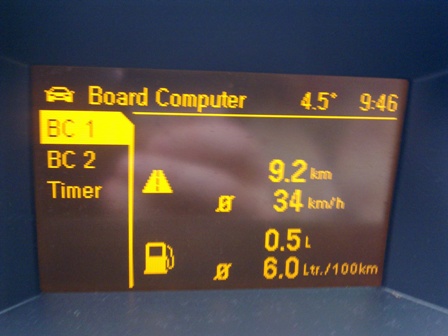 Board Computer 4.5° 9:46
BC 1
BC 2
Timer
9.2 km
Ø 34 km/h
0.5 L
Ø 6.0 Ltr./100km